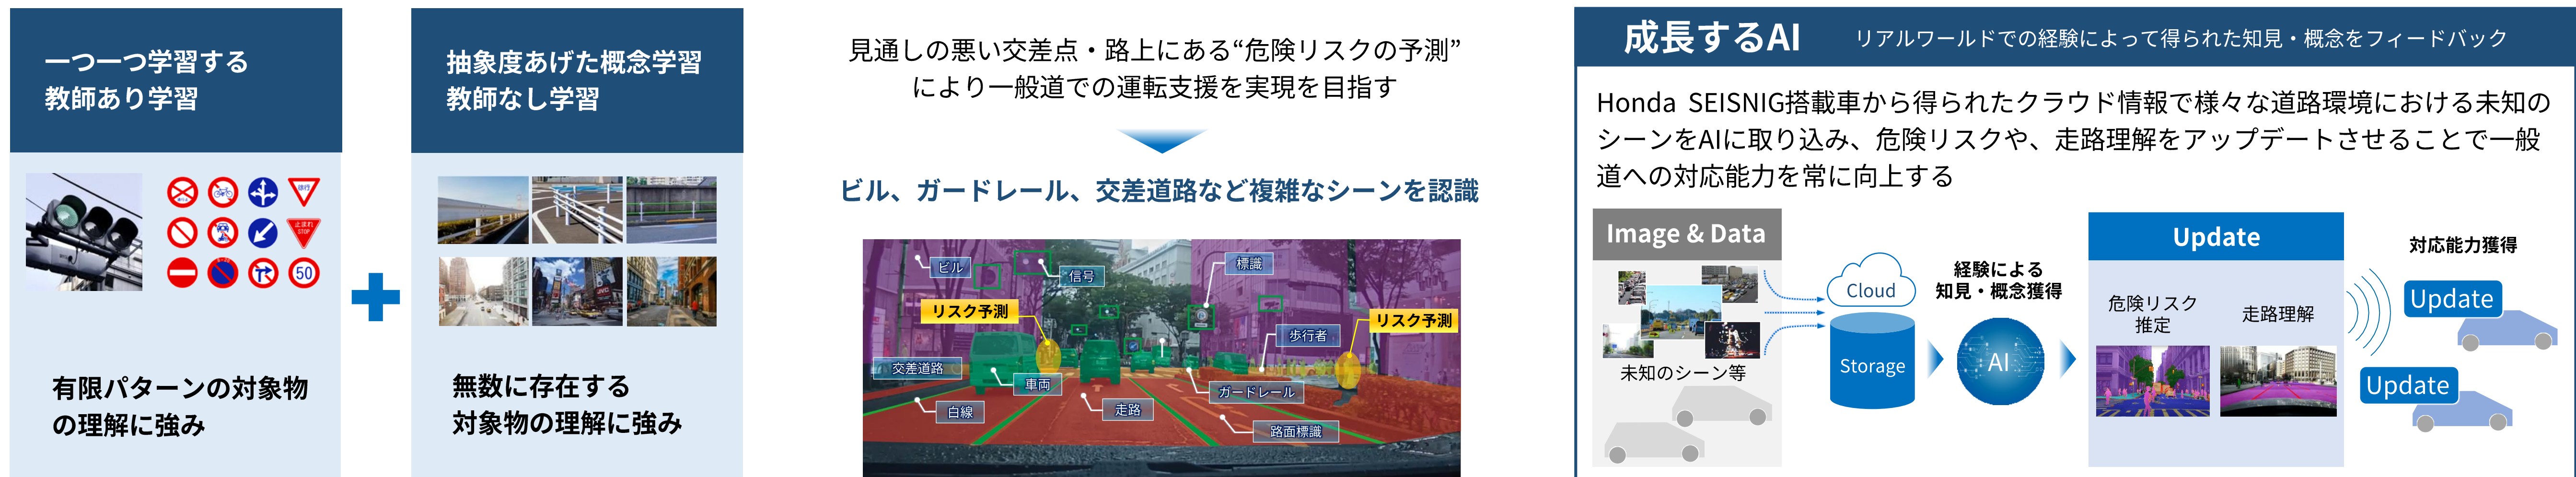 一つ一つ学習する
教師あり学習
止まれ
STOP
50
有限パターンの対象物
の理解に強み
抽象度あげた概念学習
教師なし学習
無数に存在する
対象物の理解に強み
見通しの悪い交差点・路上にある“危険リスクの予測”
により一般道での運転支援を実現を目指す
ビル、ガードレール、交差道路など複雑なシーンを認識
ビル
信号
標識
リスク予測
リスク予測
歩行者
交差道路
車両
ガードレール
白線
走路
路面標識
成長するAI
リアルワールドでの経験によって得られた知見・概念をフィードバック
Honda SEISNIG搭載車から得られたクラウド情報で様々な道路環境における未知の
シーンをAIに取り込み、危険リスクや、走路理解をアップデートさせることで一般
道への対応能力を常に向上する
Image & Data
未知のシーン等
Cloud
Storage
経験による
知見・概念獲得
AI
Update
危険リスク
推定
走路理解
対応能力獲得
Update
Update